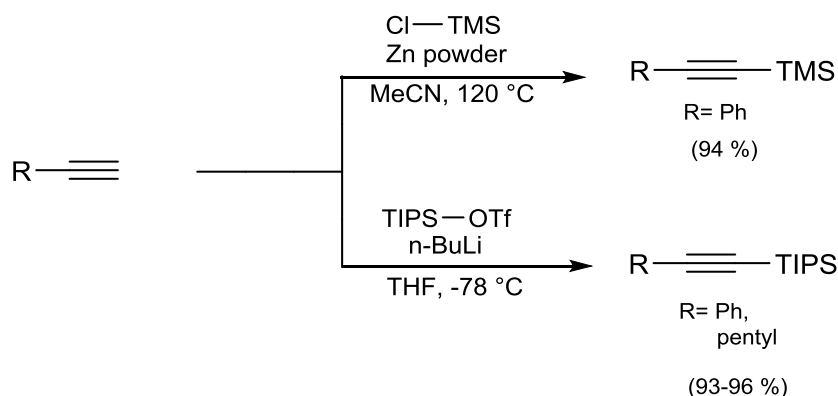 Cl—TMS
Zn powder
MeCN, 120 °C
R
TMS
R= Ph
(94 %)
R
TIPS—OTf
n-BuLi
THF, -78 °C
R
TIPS
R= Ph,
pentyl
(93-96 %)